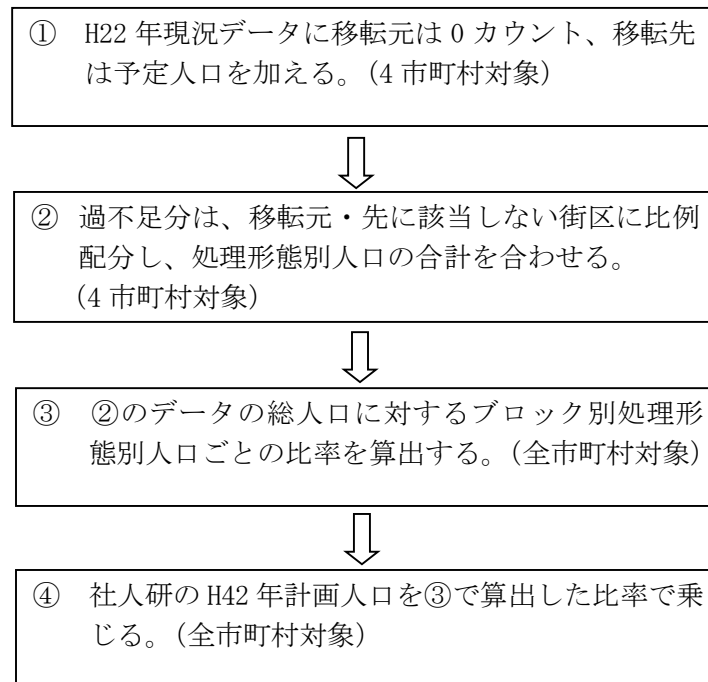 ① H22 年現況データに移転元は 0 カウント、移転先
は予定人口を加える。(4 市町村対象)
② 過不足分は、移転元・先に該当しない街区に比例
配分し、処理形態別人口の合計を合わせる。
(4 市町村対象)
③ ②のデータの総人口に対するブロック別処理形
態別人口ごとの比率を算出する。(全市町村対象)
④ 社人研の H42 年計画人口を③で算出した比率で乗
じる。(全市町村対象)